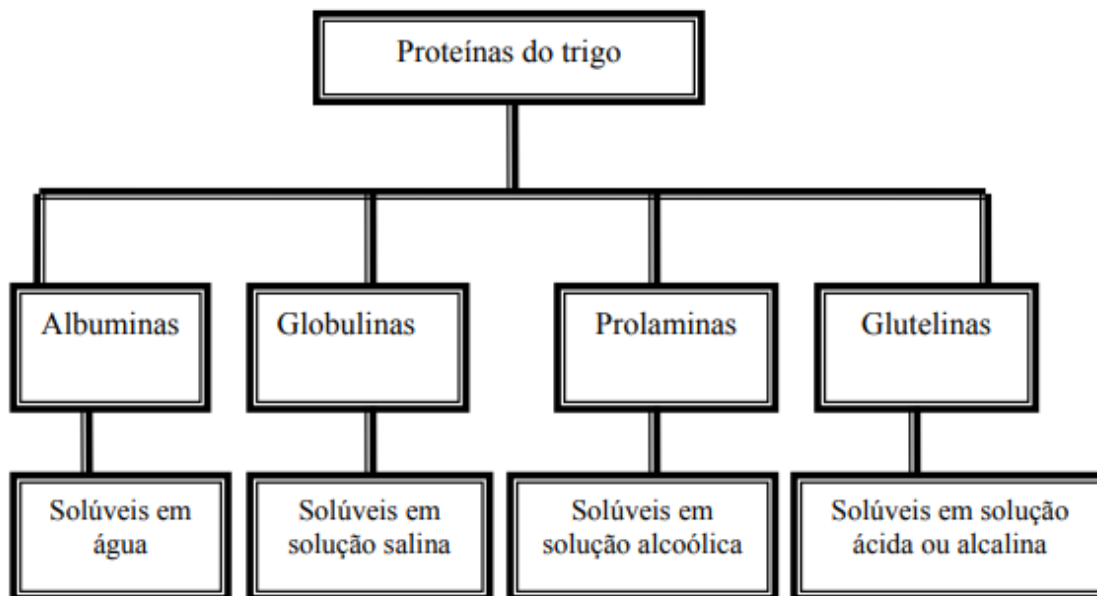 Proteínas do trigo
Albuminas
Globulinas
Prolaminas
Glutelinas
Solúveis em
água
Solúveis em
solução salina
Solúveis em
solução alcoólica
Solúveis em solução
ácida ou alcalina